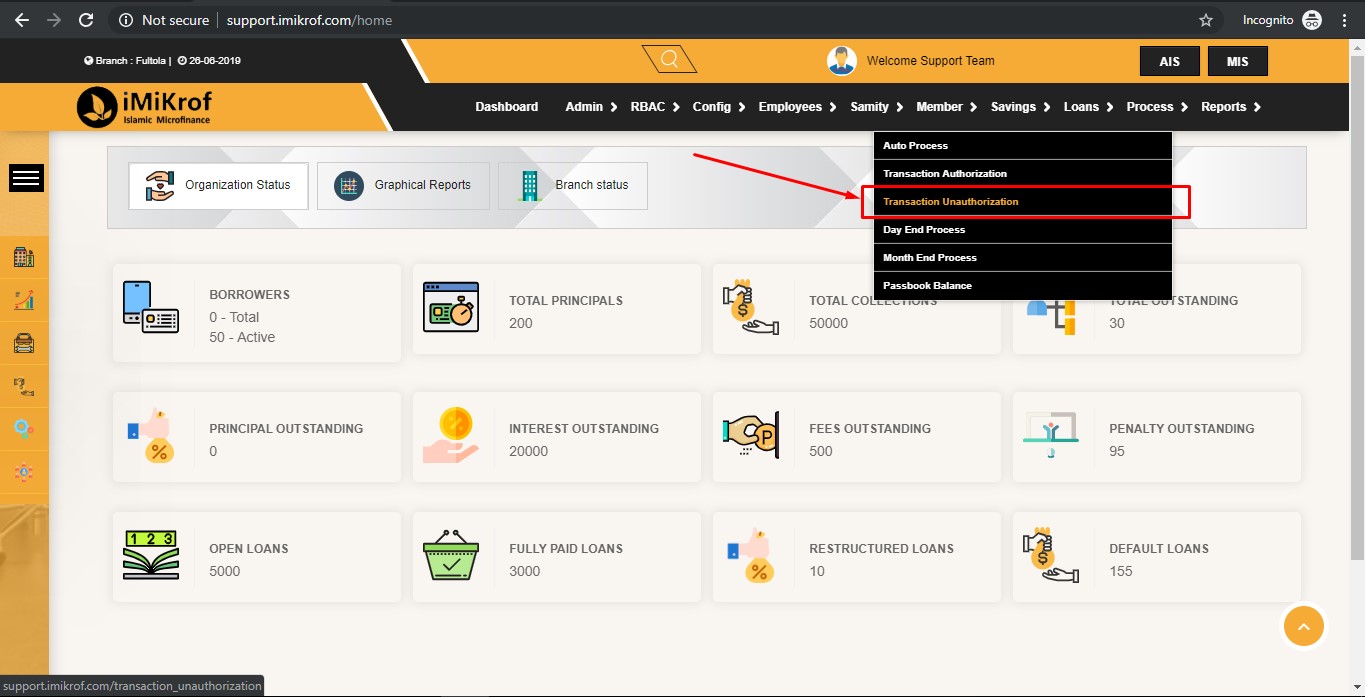 Not secure
support.imikrof.com/home
Incognito
Branch : Fultola | 26-06-2019
Welcome Support Team
AIS
MIS
iMiKrof
Islamic Microfinance
Dashboard
Admin
RBAC
Config
Employees
Samity
Member
Savings
Loans
Process
Reports
Auto Process
Transaction Authorization
Transaction Unauthorization
Day End Process
Month End Process
Passbook Balance
Organization Status
Graphical Reports
Branch status
BORROWERS
0 - Total
50 - Active
TOTAL PRINCIPALS
200
TOTAL COLLECTIONS
50000
TOTAL OUTSTANDING
30
PRINCIPAL OUTSTANDING
0
INTEREST OUTSTANDING
20000
FEES OUTSTANDING
500
PENALTY OUTSTANDING
95
1 2 3
OPEN LOANS
5000
FULLY PAID LOANS
3000
RESTRUCTURED LOANS
10
DEFAULT LOANS
155
support.imikrof.com/transaction_unauthorization